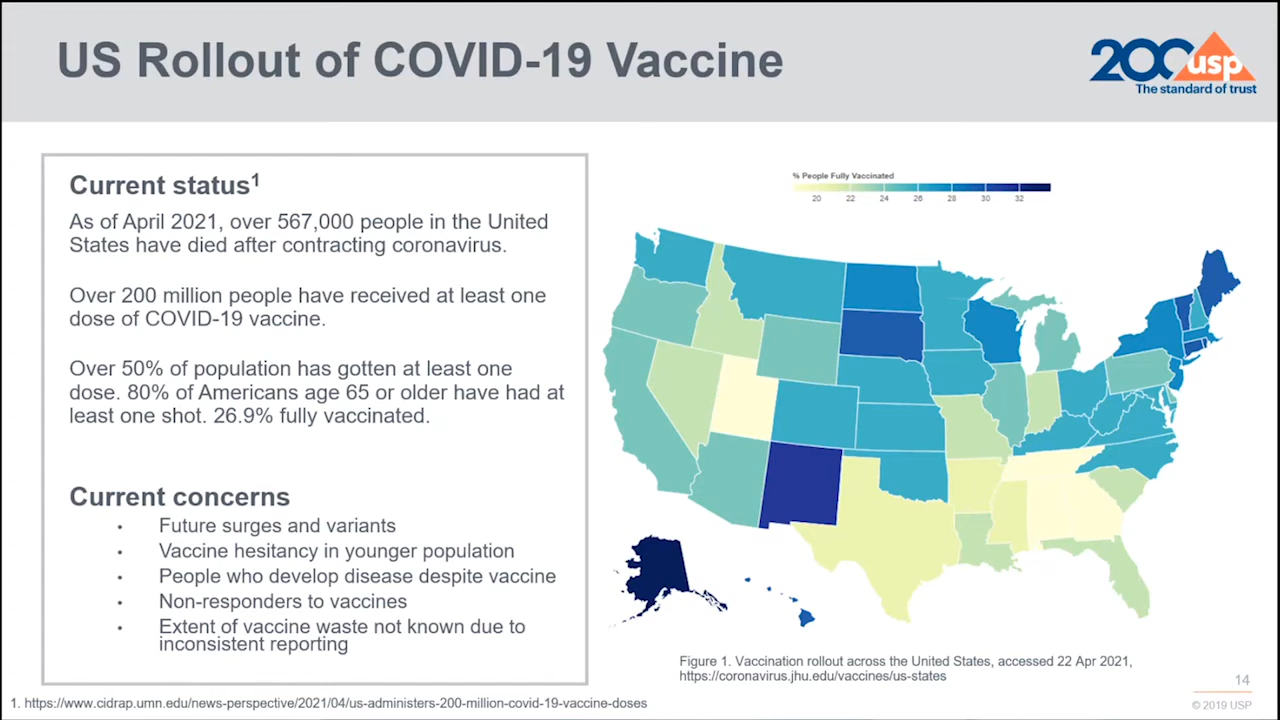 US Rollout of COVID-19 Vaccine
200 usp
The standard of trust
Current status1
As of April 2021, over 567,000 people in the United
States have died after contracting coronavirus.
Over 200 million people have received at least one
dose of COVID-19 vaccine.
Over 50% of population has gotten at least one
dose. 80% of Americans age 65 or older have had at
least one shot. 26.9% fully vaccinated.
Current concerns
• Future surges and variants
• Vaccine hesitancy in younger population
• People who develop disease despite vaccine
• Non-responders to vaccines
• Extent of vaccine waste not known due to
inconsistent reporting
% People Fully Vaccinated
20 22 24 26 28 30 32
Figure 1. Vaccination rollout across the United States, accessed 22 Apr 2021,
https://coronavirus.jhu.edu/vaccines/us-states
14
© 2019 USP
1. https://www.cidrap.umn.edu/news-perspective/2021/04/us-administers-200-million-covid-19-vaccine-doses